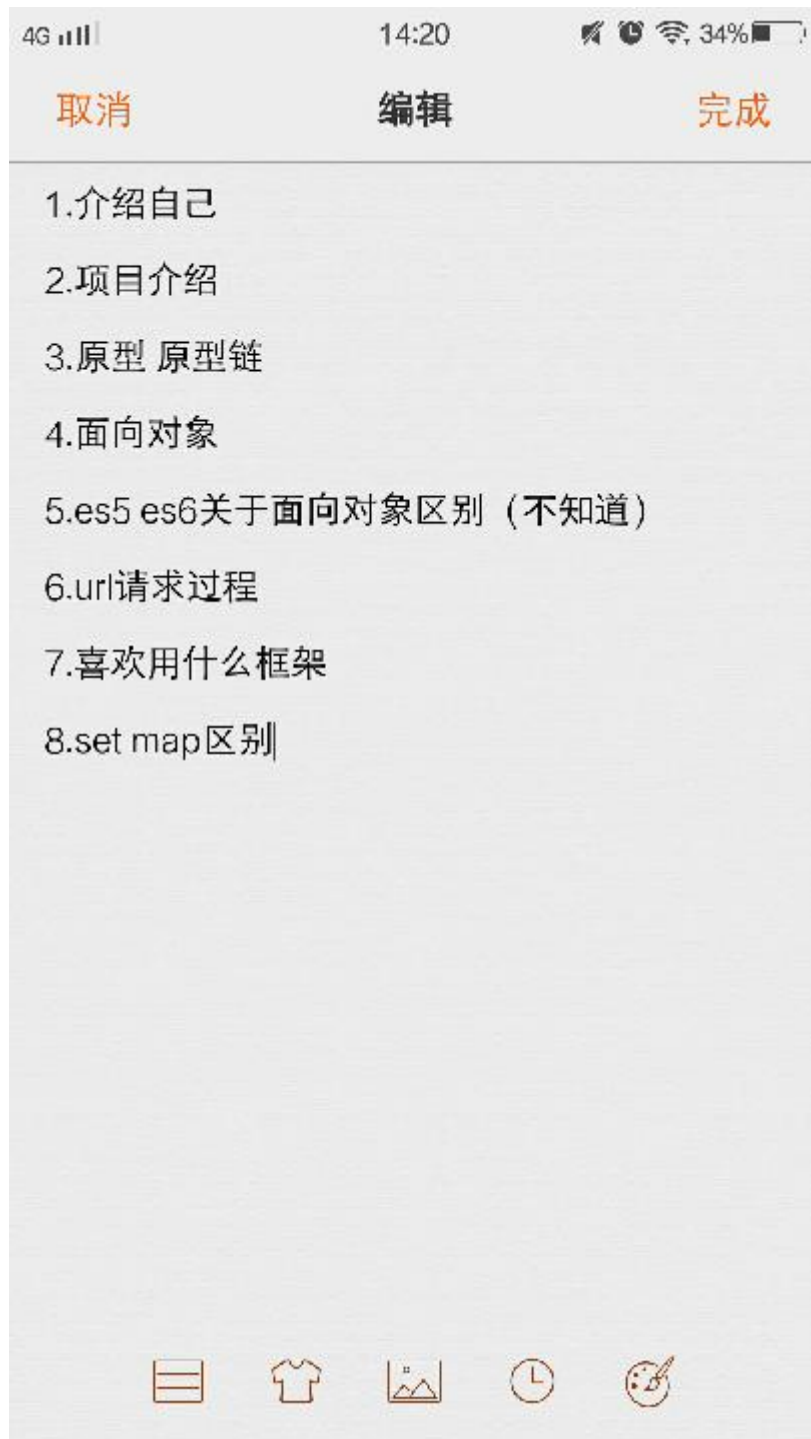 4G 14:20 34%
取消 编辑 完成
1.介绍自己
2.项目介绍
3.原型 原型链
4.面向对象
5.es5 es6关于面向对象区别（不知道）
6.url请求过程
7.喜欢用什么框架
8.set map区别